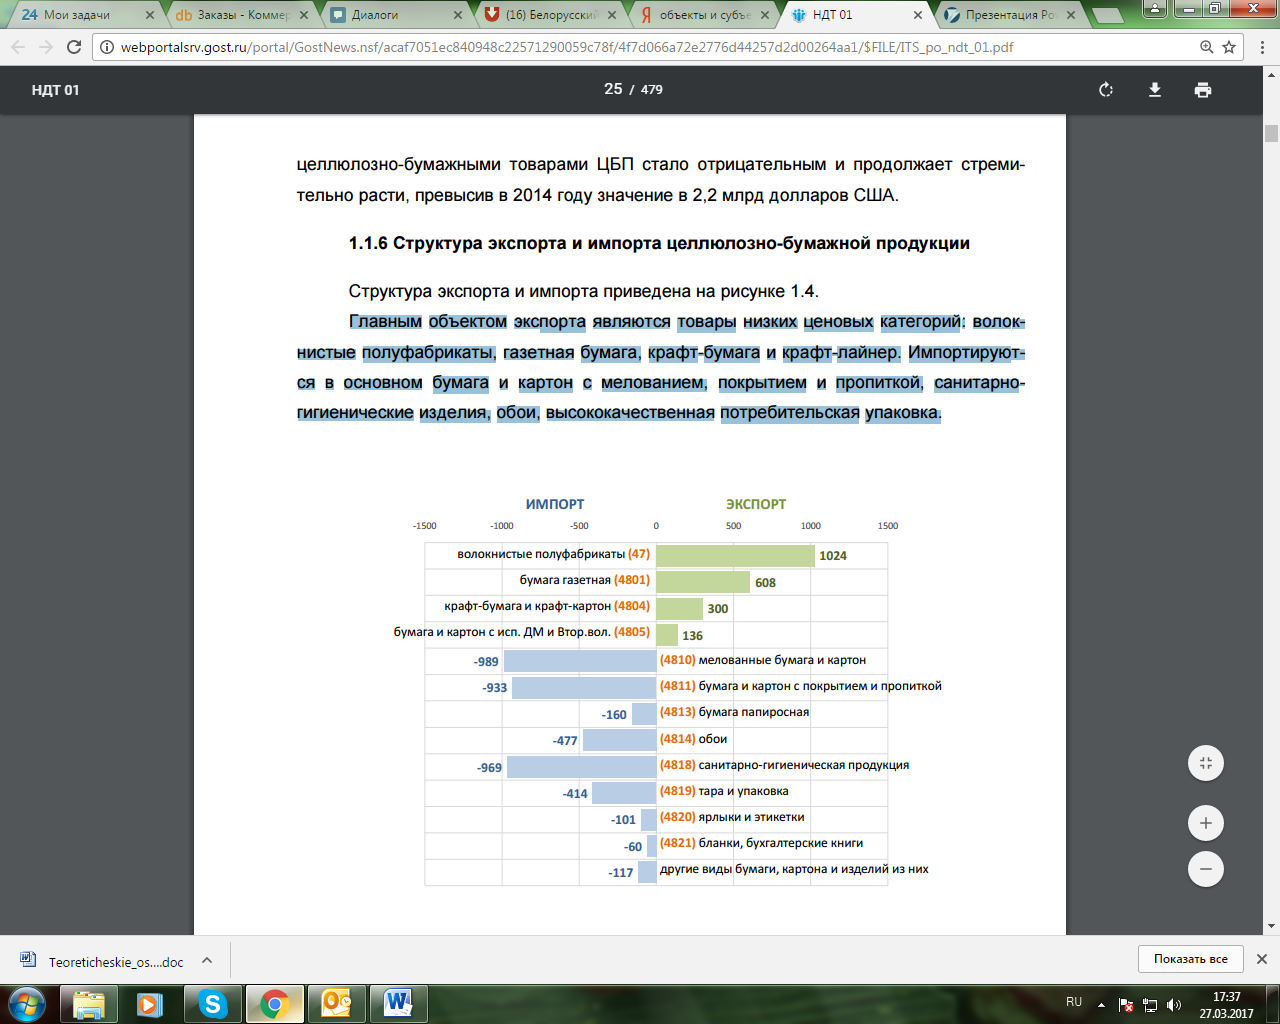 24 Мои задачи
Заказы - Коммер
Диалоги
(16) Белорусский
объекты и субъе
НДТ 01
Презентация Po
webportalsrv.gost.ru/portal/GostNews.nsf/acaf7051ec840948c22571290059c78f/4f7d066a72e2776d44257d2d00264aa1/$FILE/ITS_po_ndt_01.pdf
НДТ 01
25 / 479
целлюлозно-бумажными товарами ЦБП стало отрицательным и продолжает стреми-
тельно расти, превысив в 2014 году значение в 2,2 млрд долларов США.
1.1.6 Структура экспорта и импорта целлюлозно-бумажной продукции
Структура экспорта и импорта приведена на рисунке 1.4.
Главным объектом экспорта являются товары низких ценовых категорий: волок-
нистые полуфабрикаты, газетная бумага, крафт-бумага и крафт-лайнер. Импортируют-
ся в основном бумага и картон с мелованием, покрытием и пропиткой, санитарно-
гигиенические изделия, обои, высококачественная потребительская упаковка.
ИМПОРТ ЭКСПОРТ
-1500 -1000 -500 0 500 1000 1500
волокнистые полуфабрикаты (47) 1024
бумага газетная (4801) 608
крафт-бумага и крафт-картон (4804) 300
бумага и картон с исп. ДМ и Втор.вол. (4805) 136
-989 (4810) мелованные бумага и картон
-933 (4811) бумага и картон с покрытием и пропиткой
-160 (4813) бумага папиросная
-477 (4814) обои
-969 (4818) санитарно-гигиеническая продукция
-414 (4819) тара и упаковка
-101 (4820) ярлыки и этикетки
-60 (4821) бланки, бухгалтерские книги
-117 другие виды бумаги, картона и изделий из них
Teoreticheskie_os....doc
Показать все
RU
17:37
27.03.2017